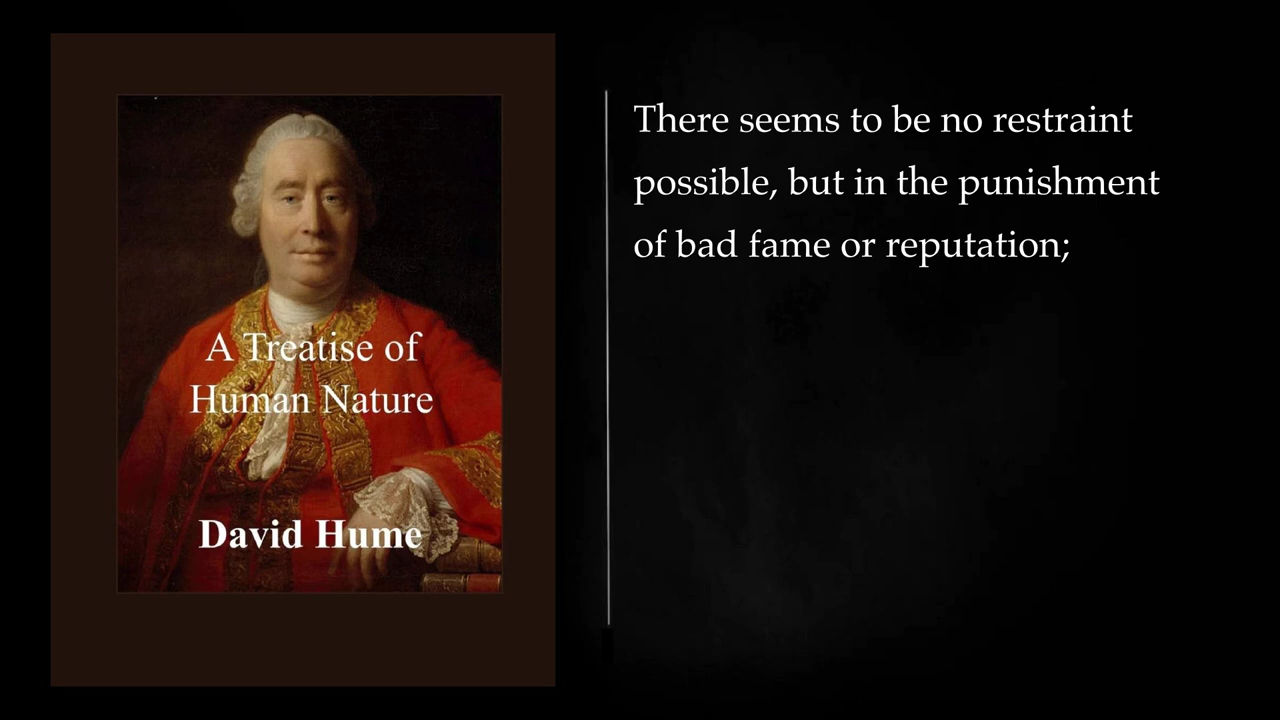 A Treatise of
Human Nature
David Hume
There seems to be no restraint
possible, but in the punishment
of bad fame or reputation;